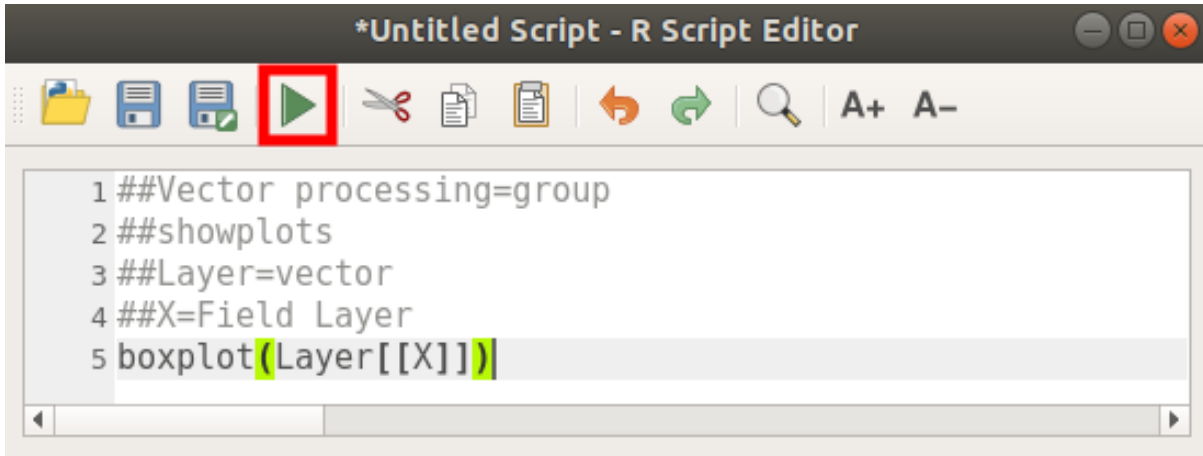 *Untitled Script - R Script Editor
A+ A-
1 ##Vector processing=group
2 ##showplots
3 ##Layer=vector
4 ##X=Field Layer
5 boxplot(Layer[[X]])